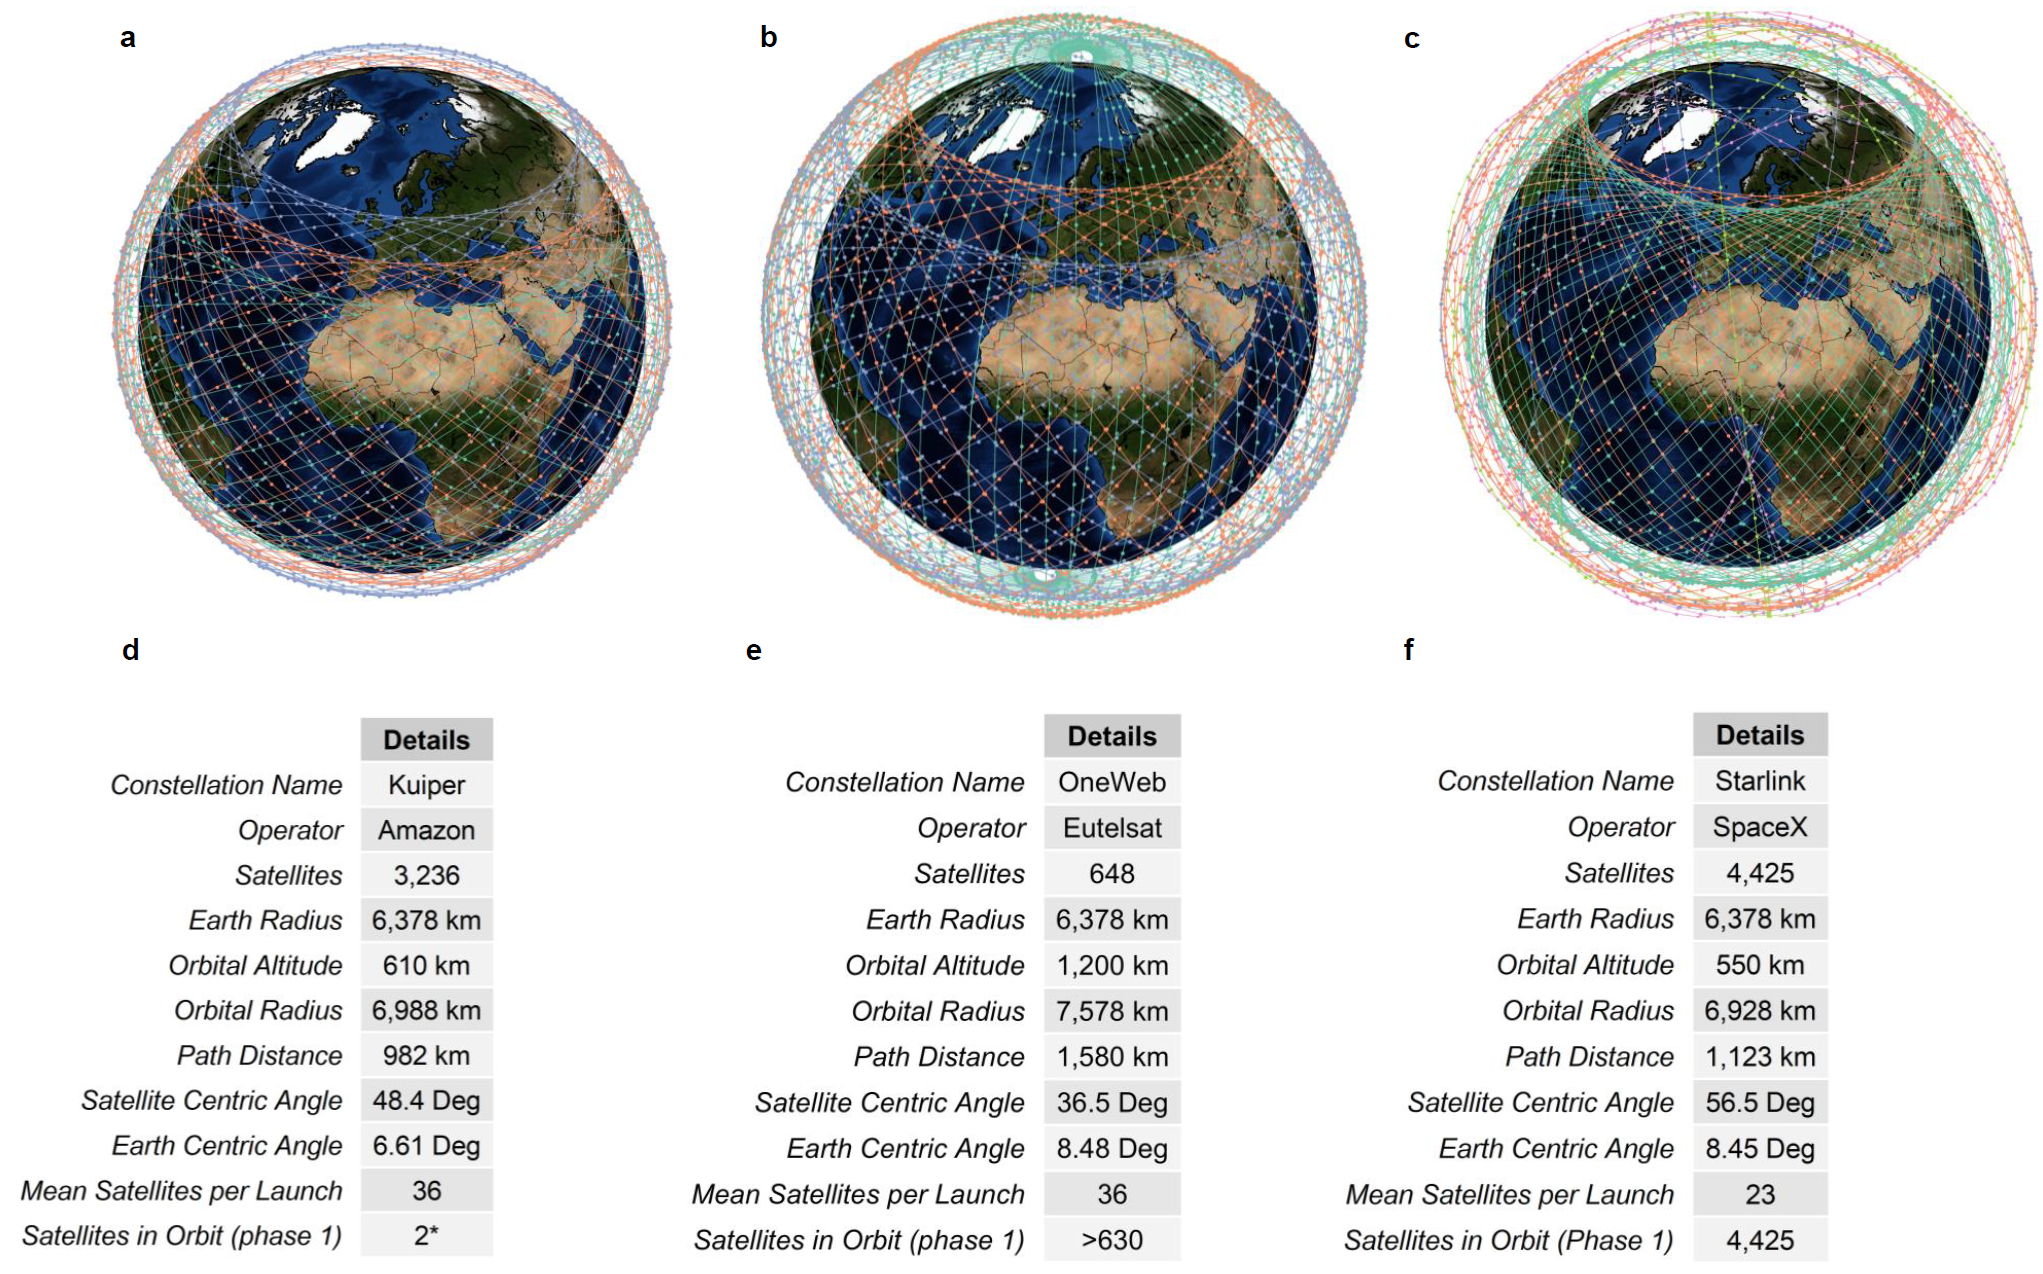 a
b
c
d
Details
Constellation Name Kuiper
Operator Amazon
Satellites 3,236
Earth Radius 6,378 km
Orbital Altitude 610 km
Orbital Radius 6,988 km
Path Distance 982 km
Satellite Centric Angle 48.4 Deg
Earth Centric Angle 6.61 Deg
Mean Satellites per Launch 36
Satellites in Orbit (phase 1) 2*
e
Details
Constellation Name OneWeb
Operator Eutelsat
Satellites 648
Earth Radius 6,378 km
Orbital Altitude 1,200 km
Orbital Radius 7,578 km
Path Distance 1,580 km
Satellite Centric Angle 36.5 Deg
Earth Centric Angle 8.48 Deg
Mean Satellites per Launch 36
Satellites in Orbit (phase 1) >630
f
Details
Constellation Name Starlink
Operator SpaceX
Satellites 4,425
Earth Radius 6,378 km
Orbital Altitude 550 km
Orbital Radius 6,928 km
Path Distance 1,123 km
Satellite Centric Angle 56.5 Deg
Earth Centric Angle 8.45 Deg
Mean Satellites per Launch 23
Satellites in Orbit (Phase 1) 4,425